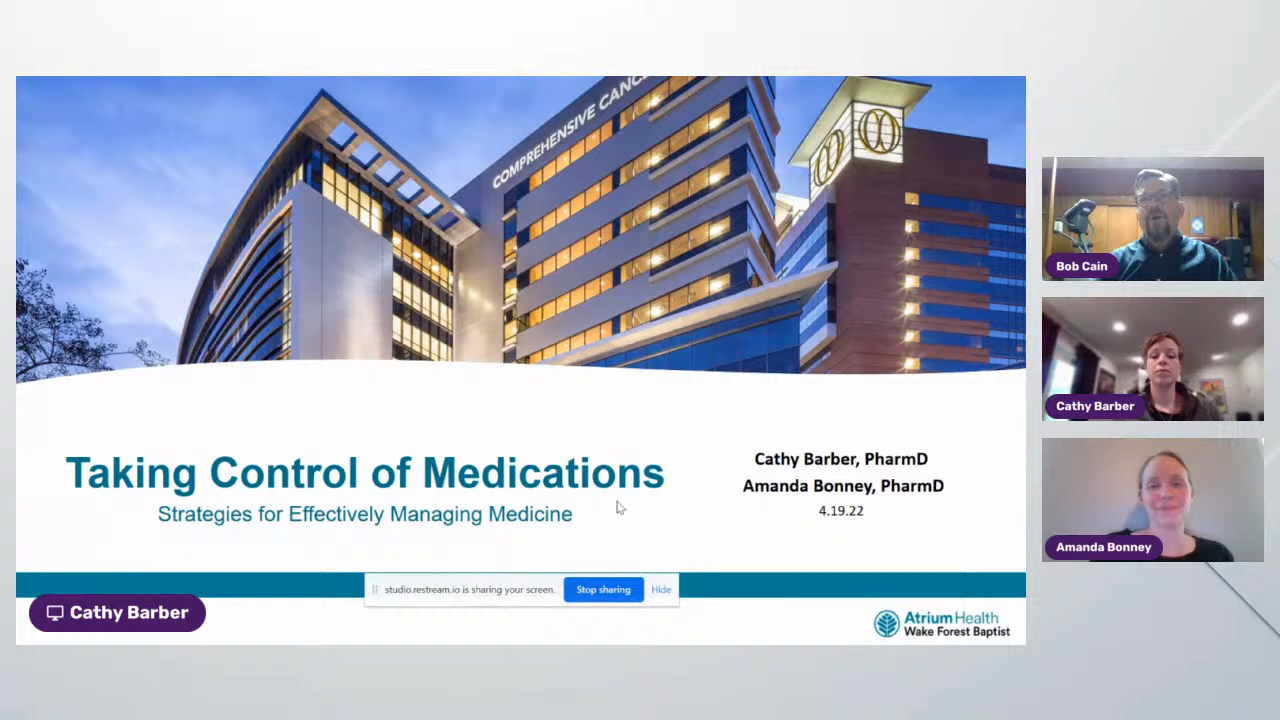 COMPREHENSIVE CANC
Taking Control of Medications
Strategies for Effectively Managing Medicine
Cathy Barber, PharmD
Amanda Bonney, PharmD
4.19.22
studio.restream.io is sharing your screen.
Stop sharing
Hide
Cathy Barber
Atrium Health
Wake Forest Baptist
Bob Cain
Cathy Barber
Amanda Bonney